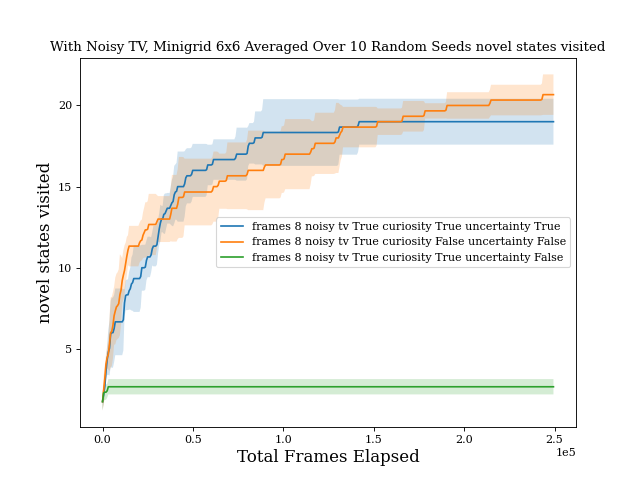 With Noisy TV, Minigrid 6x6 Averaged Over 10 Random Seeds novel states visited
novel states visited
20
15
10
5
frames 8 noisy tv True curiosity True uncertainty True
frames 8 noisy tv True curiosity False uncertainty False
frames 8 noisy tv True curiosity True uncertainty False
0.0 0.5 1.0 1.5 2.0 2.5
1e5
Total Frames Elapsed